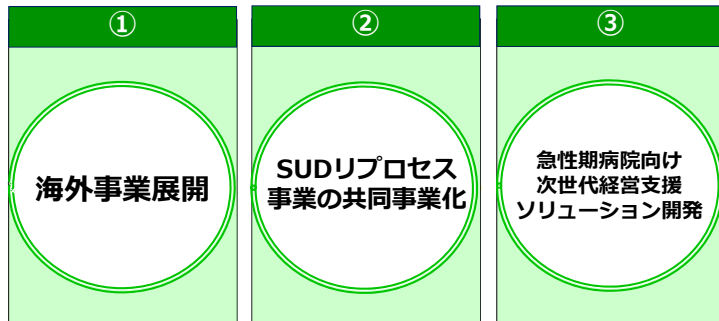 ①
海外事業展開
②
SUDリプロセス
事業の共同事業化
③
急性期病院向け
次世代経営支援
ソリューション開発